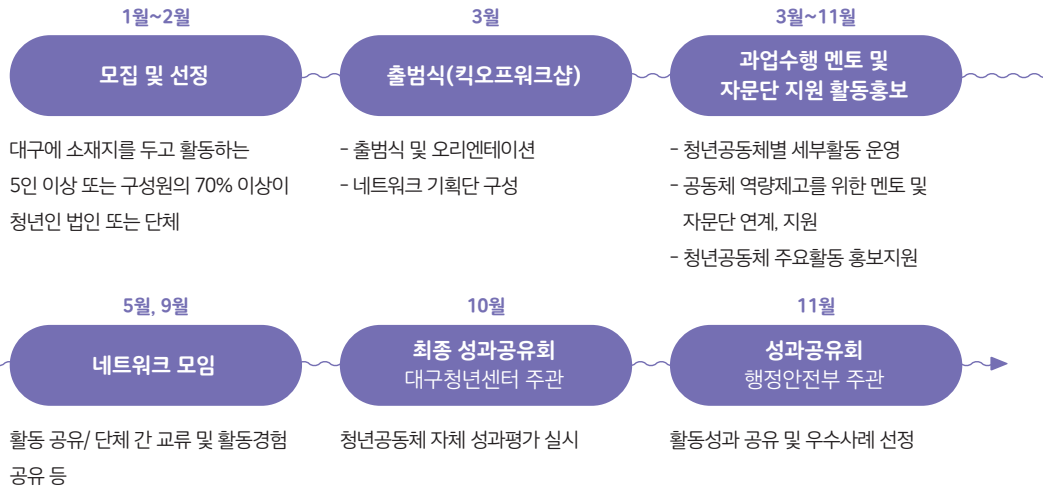 1월~2월
모집 및 선정
대구에 소재지를 두고 활동하는
5인 이상 또는 구성원의 70% 이상이
청년인 법인 또는 단체
3월
출범식(킥오프워크샵)
- 출범식 및 오리엔테이션
- 네트워크 기획단 구성
3월~11월
과업수행 멘토 및
자문단 지원 활동홍보
- 청년공동체별 세부활동 운영
- 공동체 역량제고를 위한 멘토 및
자문단 연계, 지원
- 청년공동체 주요활동 홍보지원
5월, 9월
네트워크 모임
활동 공유/ 단체 간 교류 및 활동경험
공유 등
10월
최종 성과공유회
대구청년센터 주관
청년공동체 자체 성과평가 실시
11월
성과공유회
행정안전부 주관
활동성과 공유 및 우수사례 선정